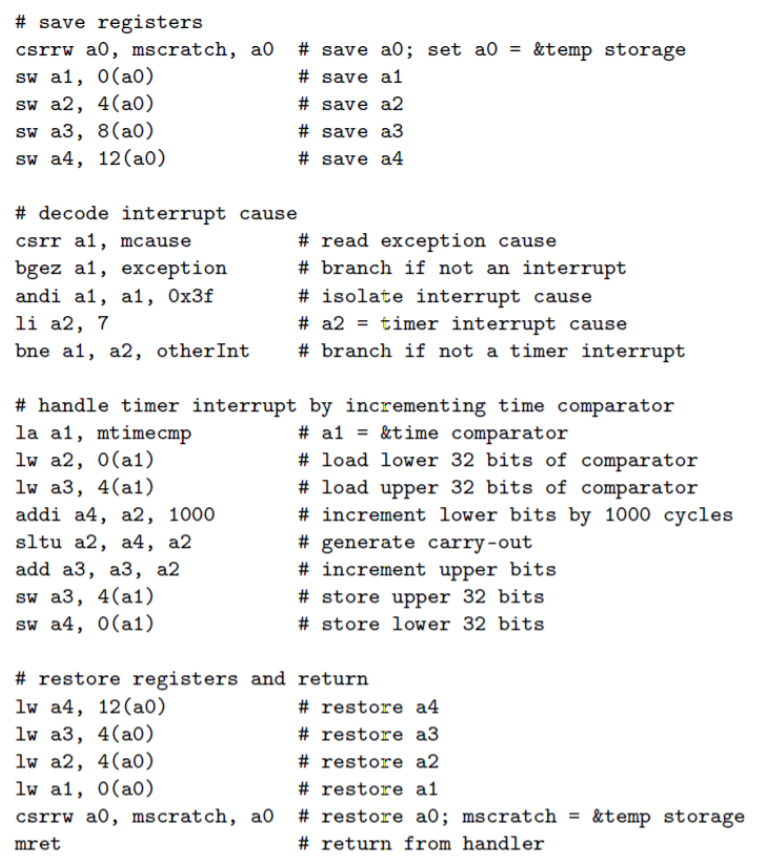 # save registers
csrrw a0, mscratch, a0 # save a0; set a0 = &temp storage
sw a1, 0(a0) # save a1
sw a2, 4(a0) # save a2
sw a3, 8(a0) # save a3
sw a4, 12(a0) # save a4
# decode interrupt cause
csrr a1, mcause # read exception cause
bgez a1, exception # branch if not an interrupt
andi a1, a1, 0x3f # isolate interrupt cause
li a2, 7 # a2 = timer interrupt cause
bne a1, a2, otherInt # branch if not a timer interrupt
# handle timer interrupt by incrementing time comparator
la a1, mtimecmp # a1 = &time comparator
lw a2, 0(a1) # load lower 32 bits of comparator
lw a3, 4(a1) # load upper 32 bits of comparator
addi a4, a2, 1000 # increment lower bits by 1000 cycles
sltu a2, a4, a2 # generate carry-out
add a3, a3, a2 # increment upper bits
sw a3, 4(a1) # store upper 32 bits
sw a4, 0(a1) # store lower 32 bits
# restore registers and return
lw a4, 12(a0) # restore a4
lw a3, 4(a0) # restore a3
lw a2, 4(a0) # restore a2
lw a1, 0(a0) # restore a1
csrrw a0, mscratch, a0 # restore a0; mscratch = &temp storage
mret # return from handler